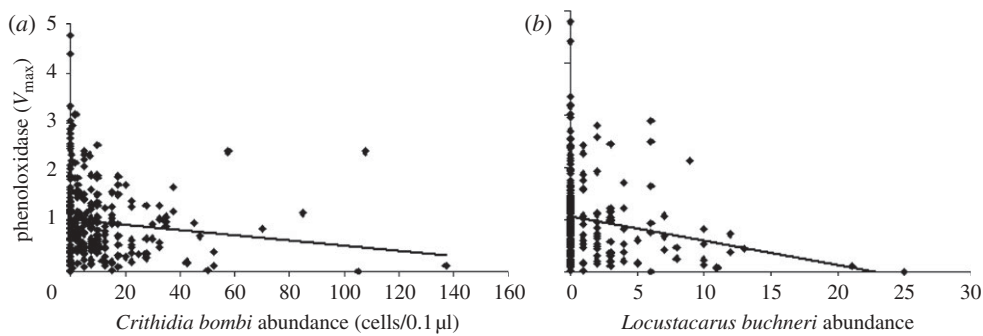 (a)
5
4
3
2
1
phenoloxidase (Vmax)
0 20 40 60 80 100 120 140 160
Crithidia bombi abundance (cells/0.1 μl)
(b)
0 5 10 15 20 25 30
Locustacarus buchneri abundance